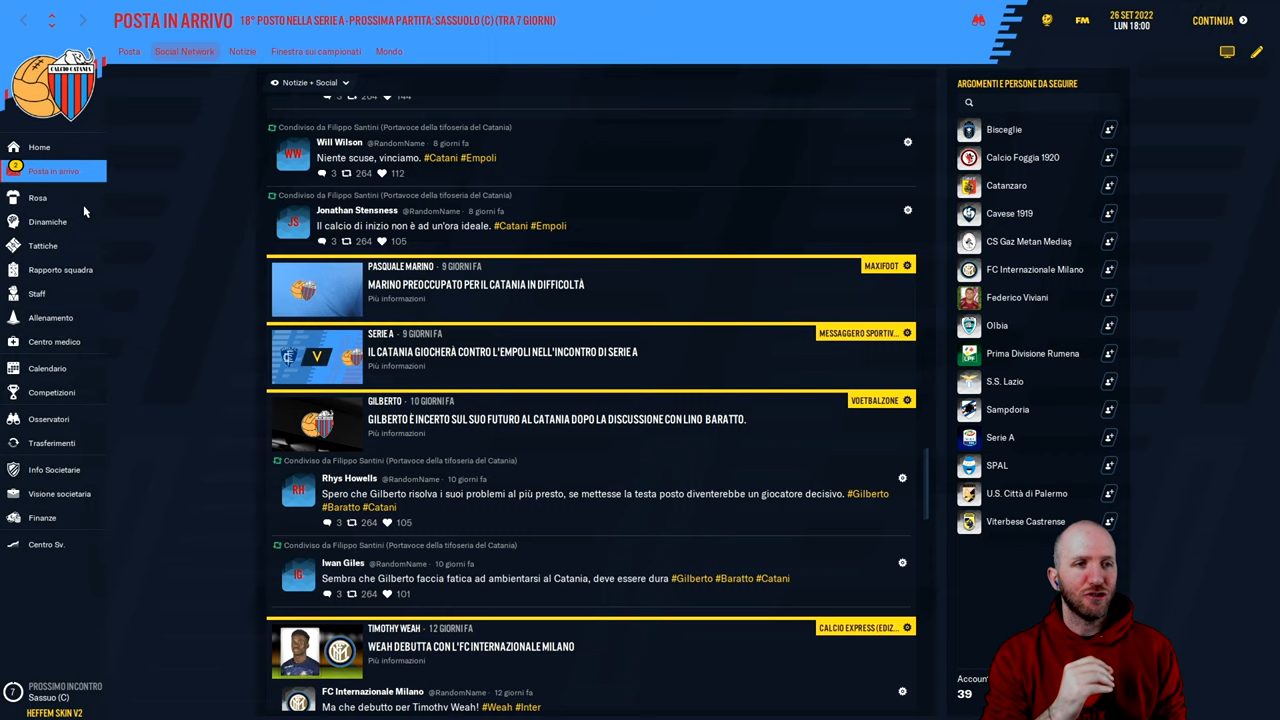 POSTA IN ARRIVO
18° POSTO NELLA SERIE A - PROSSIMA PARTITA: SASSUOLO (C) (TRA 7 GIORNI)
FM
26 SET 2022
LUN 18:00
CONTINUA
Posta
Social Network
Notizie
Finestra sui campionati
Mondo
CALCIO CATANIA
Home
2
Posta in arrivo
Rosa
Dinamiche
Tattiche
Rapporto squadra
Staff
Allenamento
Centro medico
Calendario
Competizioni
Osservatori
Trasferimenti
Info Societarie
Visione societaria
Finanze
Centro Sv.
7
PROSSIMO INCONTRO
Sassuo (C)
HEFFEM SKIN V2
Notizie + Social
3 264 144
Condiviso da Filippo Santini (Portavoce della tifoseria del Catania)
WW
Will Wilson @RandomName · 8 giorni fa
Niente scuse, vinciamo. #Catani #Empoli
3 264 112
Condiviso da Filippo Santini (Portavoce della tifoseria del Catania)
JS
Jonathan Stensness @RandomName · 8 giorni fa
Il calcio di inizio non è ad un'ora ideale. #Catani #Empoli
3 264 105
PASQUALE MARINO - 9 GIORNI FA
MAXIFOOT
MARINO PREOCCUPATO PER IL CATANIA IN DIFFICOLTÀ
Più informazioni
SERIE A - 9 GIORNI FA
MESSAGGERO SPORTIV...
V
IL CATANIA GIOCHERÀ CONTRO L'EMPOLI NELL'INCONTRO DI SERIE A
Più informazioni
GILBERTO - 10 GIORNI FA
VOETBALZONE
GILBERTO È INCERTO SUL SUO FUTURO AL CATANIA DOPO LA DISCUSSIONE CON LINO BARATTO.
Più informazioni
Condiviso da Filippo Santini (Portavoce della tifoseria del Catania)
RH
Rhys Howells @RandomName · 10 giorni fa
Spero che Gilberto risolva i suoi problemi al più presto, se mettesse la testa posto diventerebbe un giocatore decisivo. #Gilberto
#Baratto #Catani
3 264 105
Condiviso da Filippo Santini (Portavoce della tifoseria del Catania)
IG
Iwan Giles @RandomName · 10 giorni fa
Sembra che Gilberto faccia fatica ad ambientarsi al Catania, deve essere dura #Gilberto #Baratto #Catani
3 264 101
TIMOTHY WEAH - 12 GIORNI FA
CALCIO EXPRESS (EDIZ...
WEAH DEBUTTA CON L'FC INTERNAZIONALE MILANO
Più informazioni
FC Internazionale Milano @RandomName · 12 giorni fa
Ma che debutto per Timothy Weah! #Weah #Inter
ARGOMENTI E PERSONE DA SEGUIRE
Bisceglie
Calcio Foggia 1920
Catanzaro
Cavese 1919
CS Gaz Metan Mediaș
FC Internazionale Milano
Federico Viviani
Olbia
Prima Divisione Rumena
S.S. Lazio
Sampdoria
Serie A
SPAL
U.S. Città di Palermo
Viterbese Castrense
Accoun
39